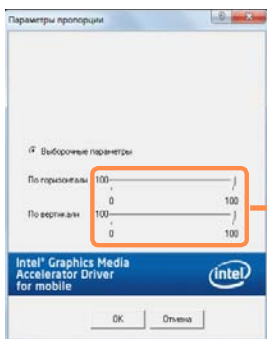 Параметры пропорции
Выборочные параметры
По горизонтали 100
0 100
По вертикали 100
0 100
Intel® Graphics Media
Accelerator Driver
for mobile
intel
OK Отмена